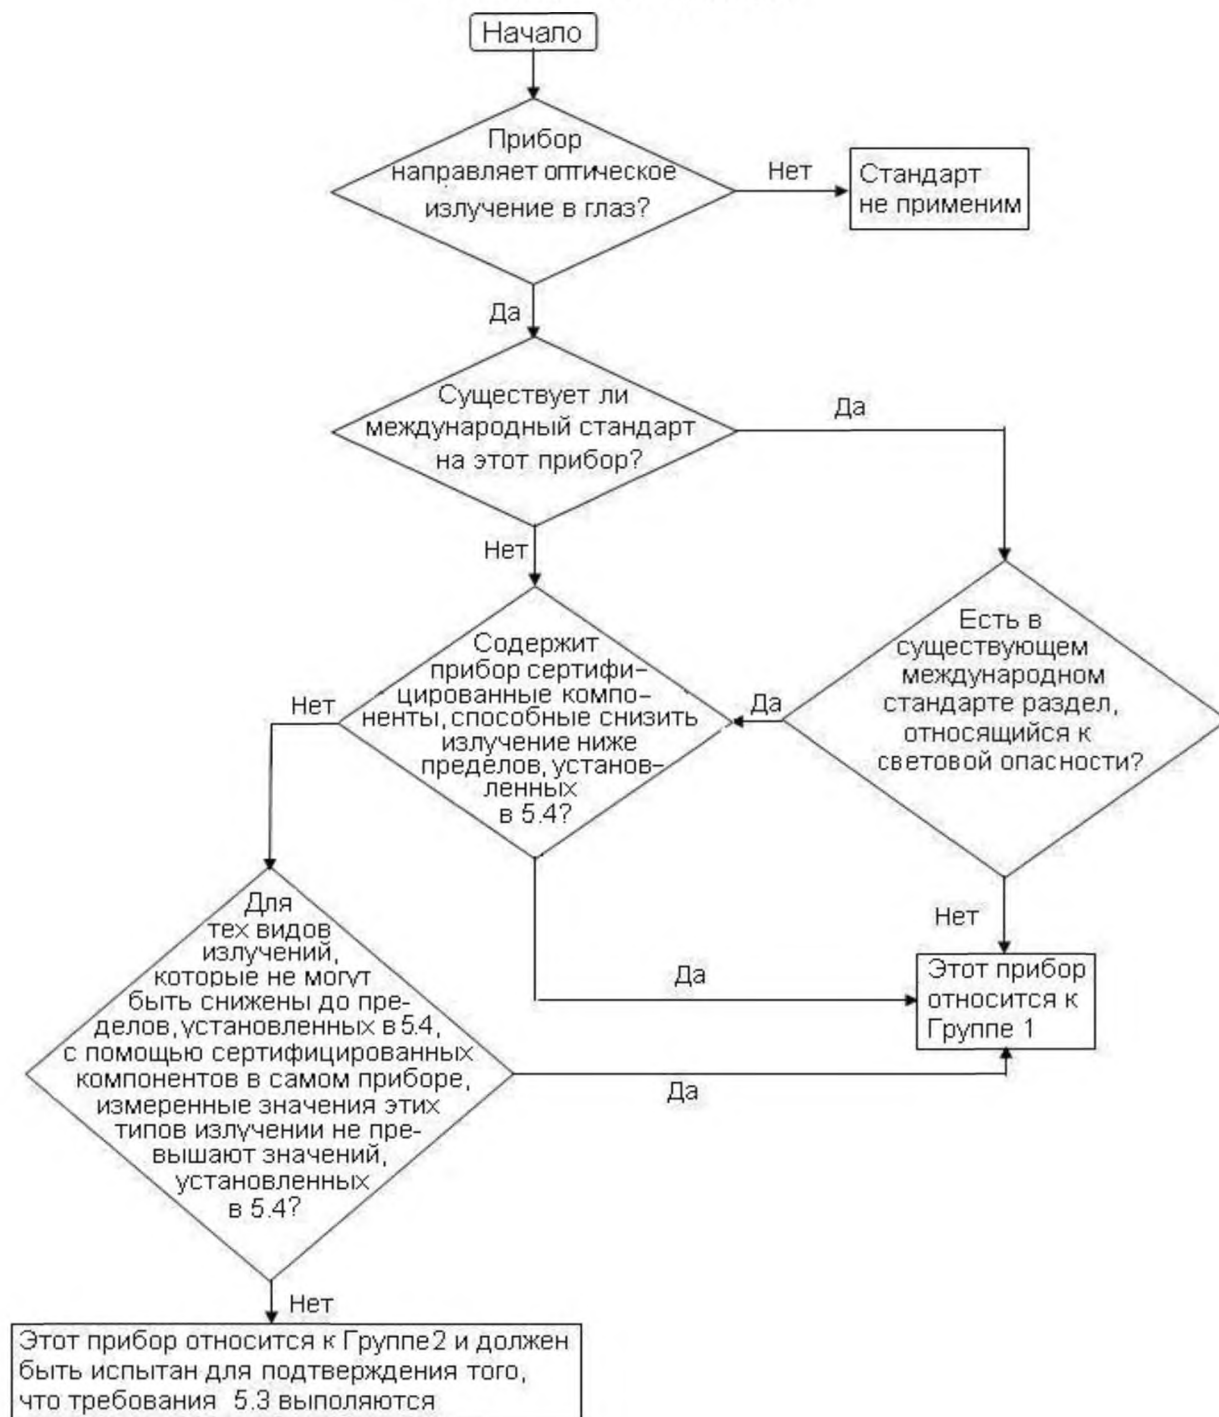 Начало
Прибор
направляет оптическое
излучение в глаз?
Нет
Стандарт
не применим
Да
Существует ли
международный стандарт
на этот прибор?
Да
Нет
Содержит
прибор сертифи-
цированные компо-
ненты, способные снизить
излучение ниже
пределов, установ-
ленных
в 5.4?
Нет
Да
Есть в
существующем
международном
стандарте раздел,
относящийся к
световой опасности?
Для
тех видов
излучений,
которые не могут
быть снижены до пре-
делов, установленных в 5.4,
с помощью сертифицированных
компонентов в самом приборе,
измеренные значения этих
типов излучении не пре-
вышают значений,
установленных
в 5.4?
Да
Нет
Этот прибор
относится к
Группе 1
Да
Нет
Этот прибор относится к Группе2 и должен
быть испытан для подтверждения того,
что требования 5.3 выполяются